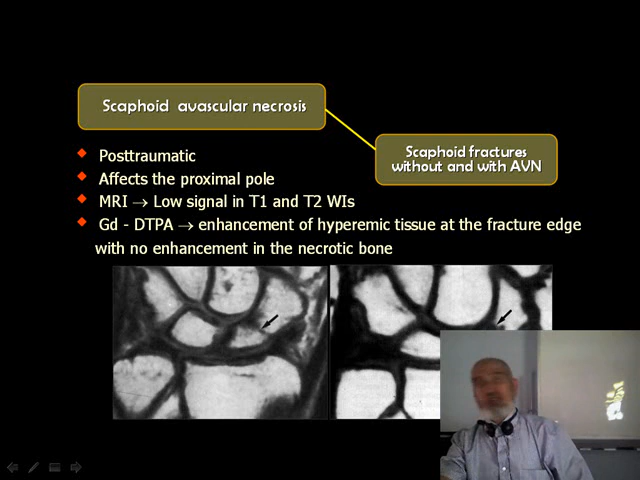 Scaphoid avascular necrosis
Scaphoid fractures
without and with AVN
Posttraumatic
Affects the proximal pole
MRI → Low signal in T1 and T2 WIs
Gd - DTPA → enhancement of hyperemic tissue at the fracture edge
with no enhancement in the necrotic bone